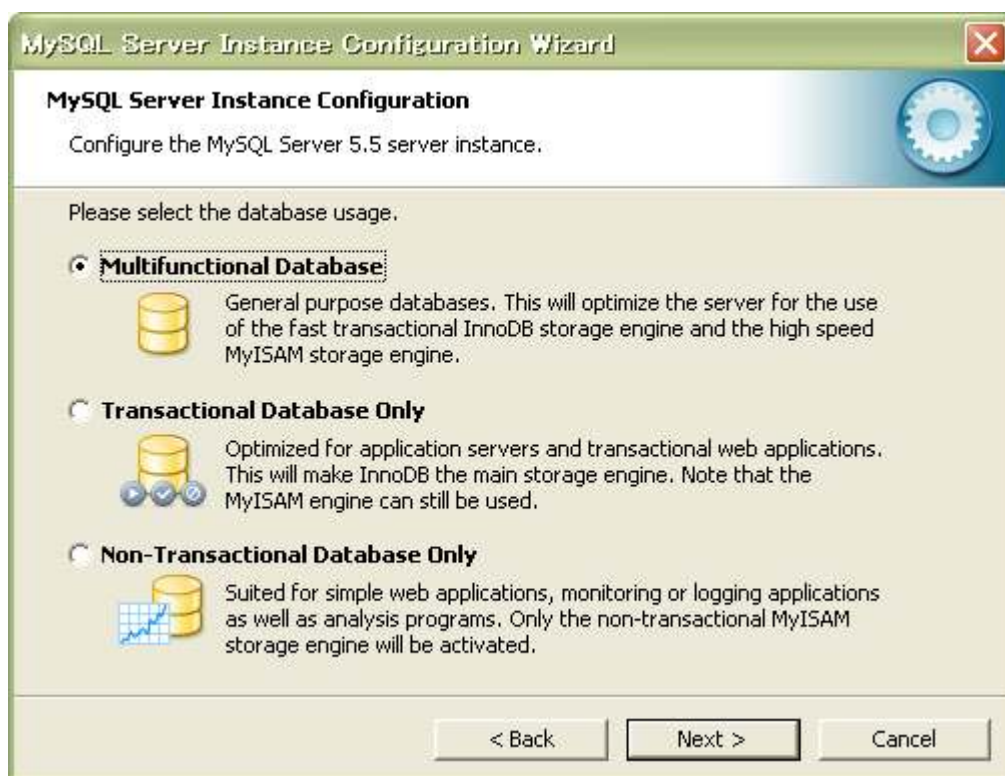 MySQL Server Instance Configuration Wizard
MySQL Server Instance Configuration
Configure the MySQL Server 5.5 server instance.
Please select the database usage.
Multifunctional Database
General purpose databases. This will optimize the server for the use
of the fast transactional InnoDB storage engine and the high speed
MyISAM storage engine.
Transactional Database Only
Optimized for application servers and transactional web applications.
This will make InnoDB the main storage engine. Note that the
MyISAM engine can still be used.
Non-Transactional Database Only
Suited for simple web applications, monitoring or logging applications
as well as analysis programs. Only the non-transactional MyISAM
storage engine will be activated.
< Back Next > Cancel